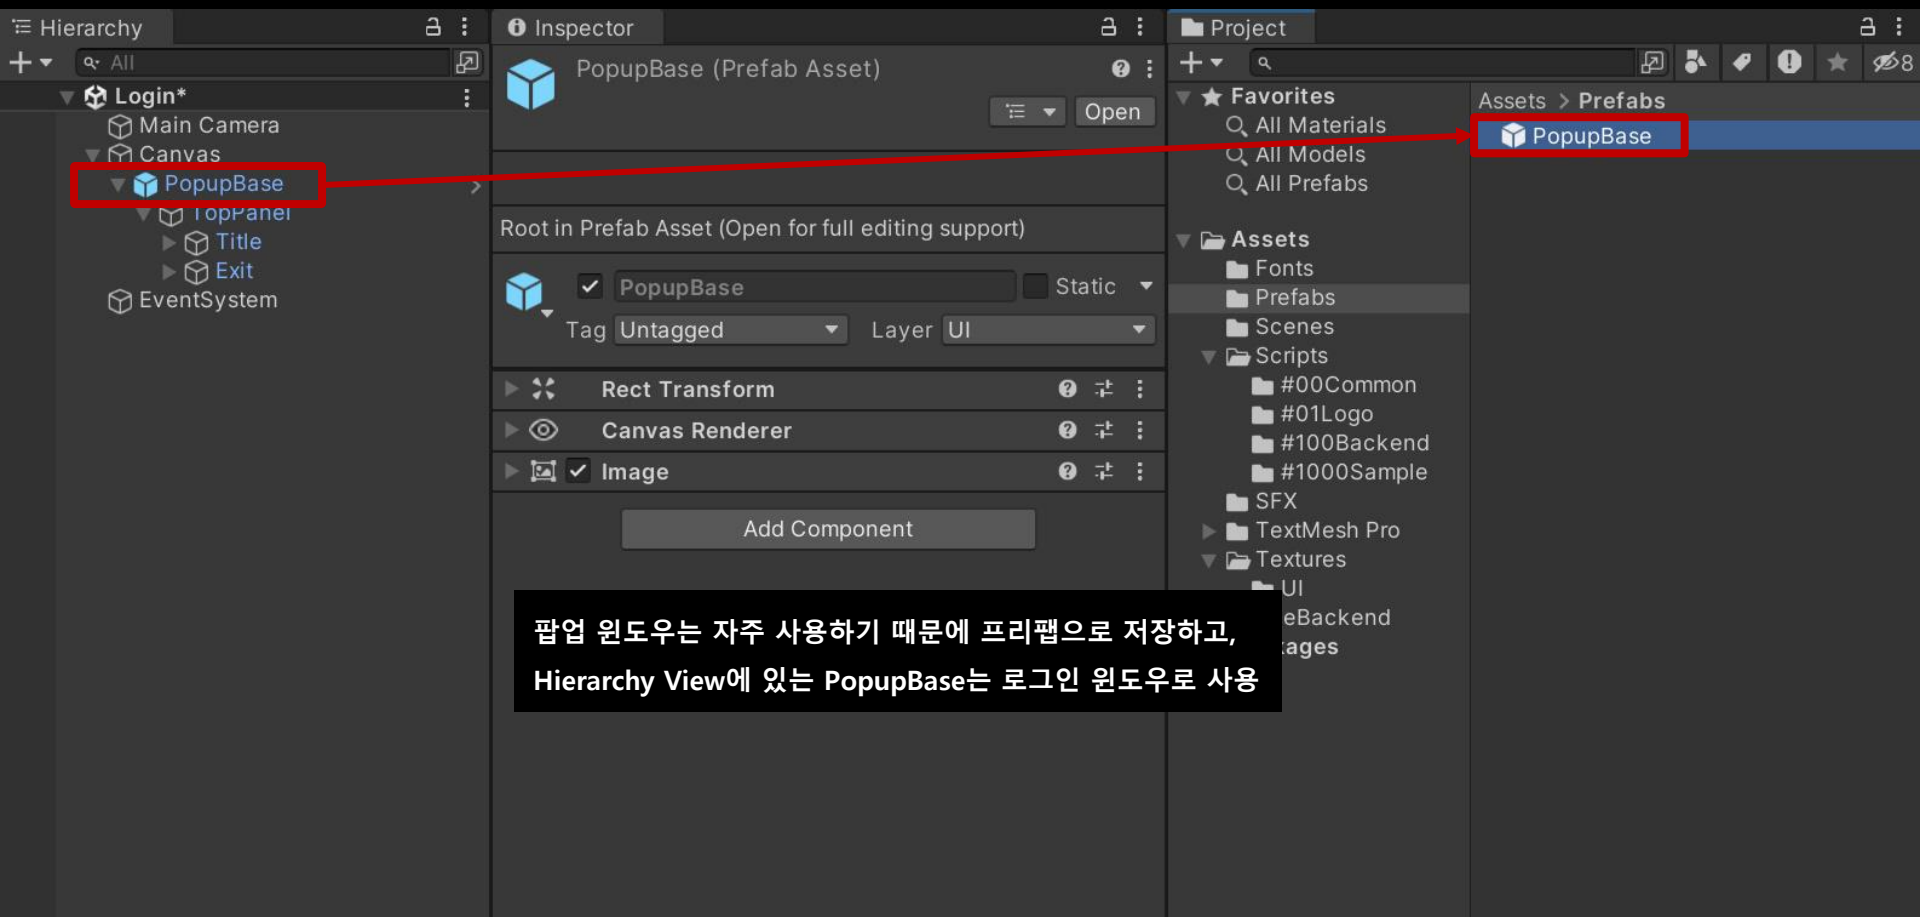 Hierarchy
All
Login*
Main Camera
Canvas
PopupBase
TopPanel
Title
Exit
EventSystem
Inspector
PopupBase (Prefab Asset)
Open
Root in Prefab Asset (Open for full editing support)
PopupBase
Static
Tag Untagged
Layer UI
Rect Transform
Canvas Renderer
Image
Add Component
Project
8
Favorites
All Materials
All Models
All Prefabs
Assets
Fonts
Prefabs
Scenes
Scripts
#00Common
#01Logo
#100Backend
#1000Sample
SFX
TextMesh Pro
Textures
UI
eBackend
ages
Assets > Prefabs
PopupBase
팝업 윈도우는 자주 사용하기 때문에 프리팹으로 저장하고,
Hierarchy View에 있는 PopupBase는 로그인 윈도우로 사용